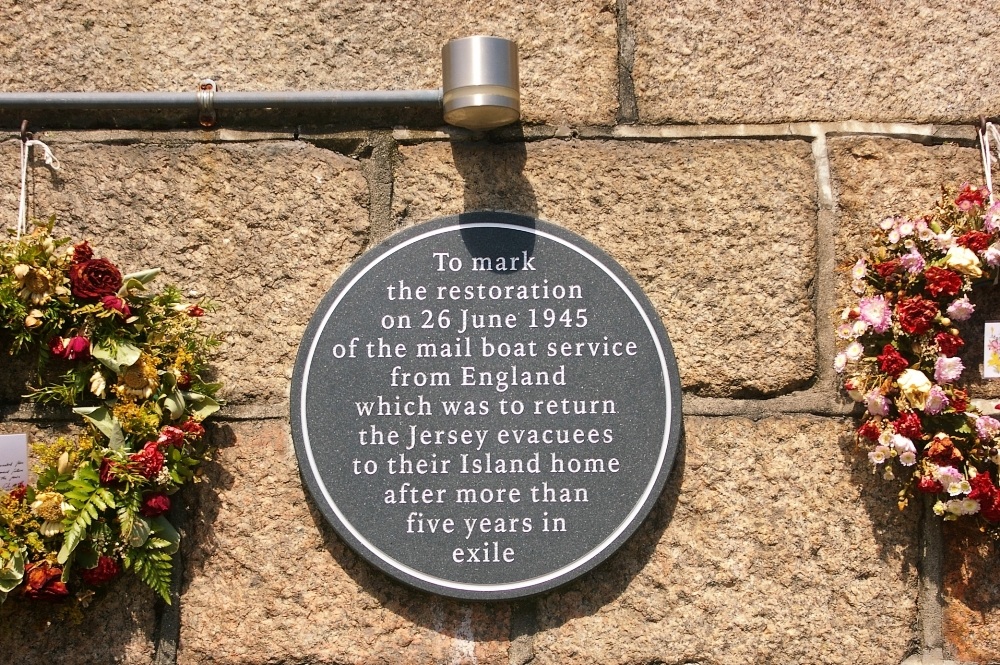 To mark
the restoration
on 26 June 1945
of the mail boat service
from England
which was to return
the Jersey evacuees
to their Island home
after more than
five years in
exile